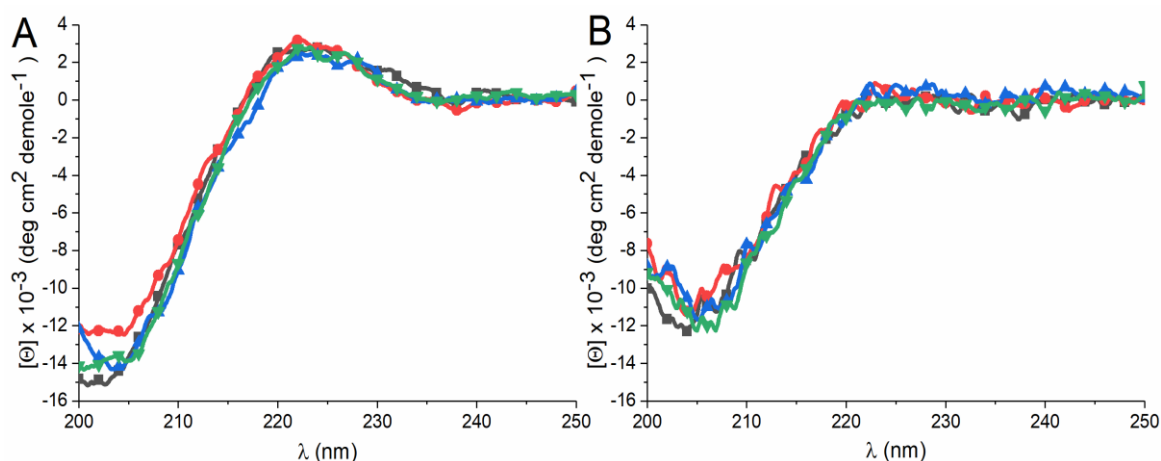 A
4
2
0
-2
-4
-6
-8
-10
-12
-14
-16
[Θ] x 10⁻³ (deg cm² demole⁻¹ )
200 210 220 230 240 250
λ (nm)
B
4
2
0
-2
-4
-6
-8
-10
-12
-14
-16
[Θ] x 10⁻³ (deg cm² demole⁻¹)
200 210 220 230 240 250
λ (nm)